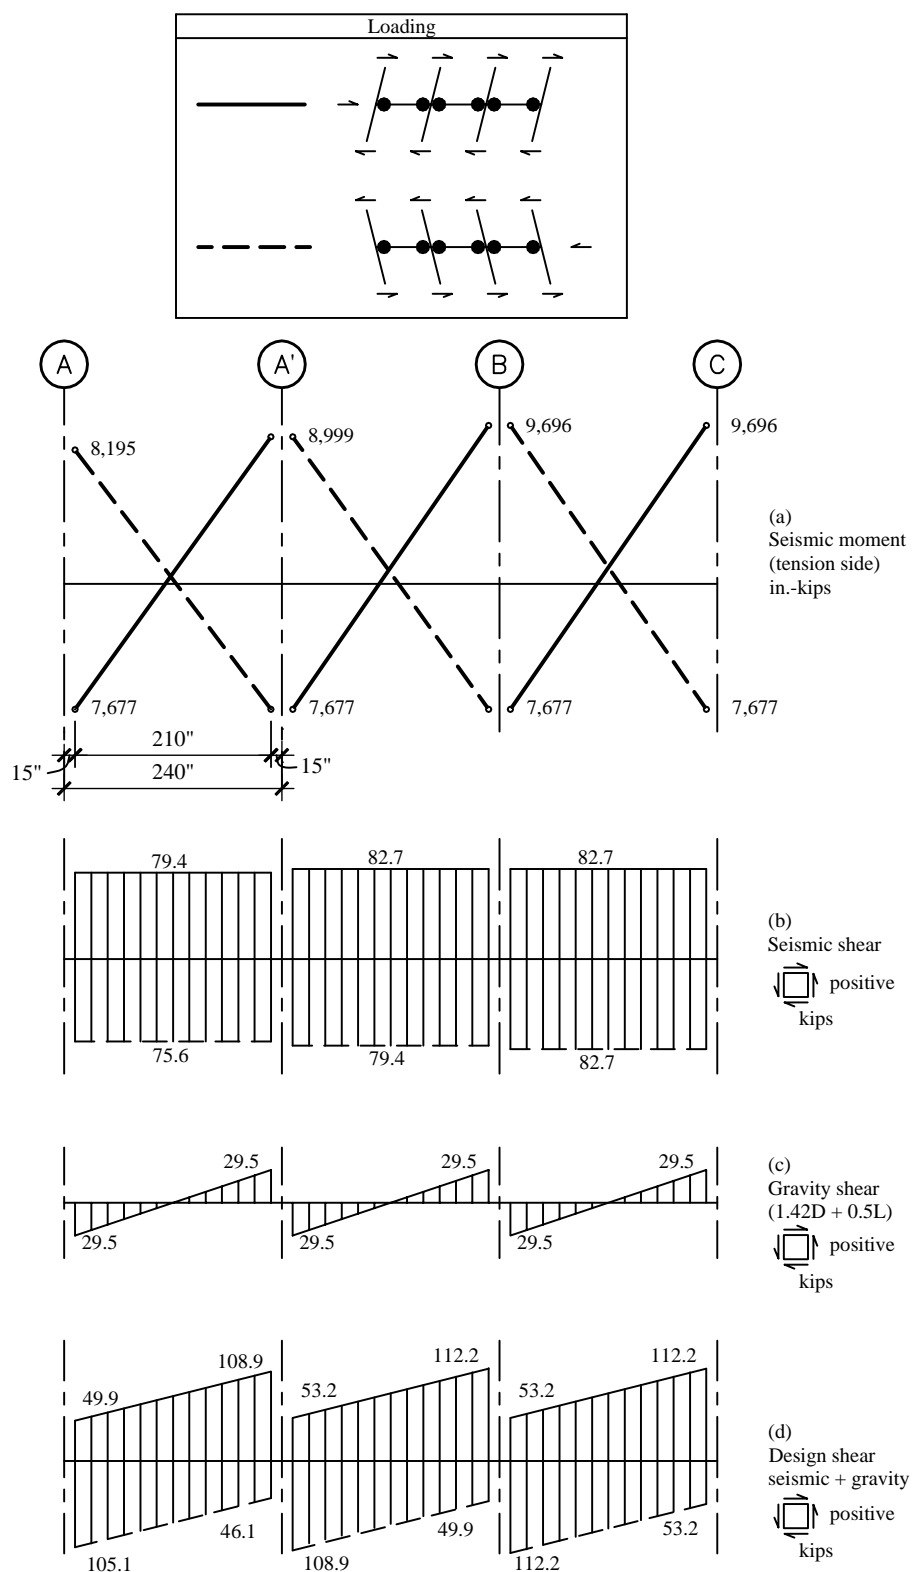 Loading
A A' B C
8,195 8,999 9,696 9,696
(a)
Seismic moment
(tension side)
in.-kips
7,677 7,677 7,677 7,677
210"
15" 15"
240"
79.4 82.7 82.7
(b)
Seismic shear
positive
kips
75.6 79.4 82.7
29.5 29.5 29.5
(c)
Gravity shear
(1.42D + 0.5L)
positive
kips
29.5 29.5 29.5
108.9 112.2 112.2
49.9 53.2 53.2
(d)
Design shear
seismic + gravity
positive
kips
46.1 49.9 53.2
105.1 108.9 112.2